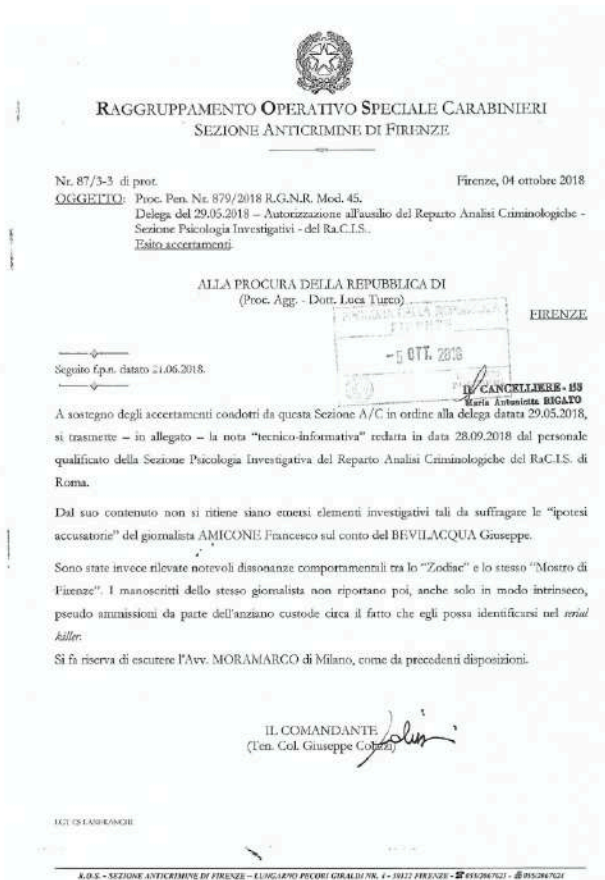 RAGGRUPPAMENTO OPERATIVO SPECIALE CARABINIERI
SEZIONE ANTICRIMINE DI FIRENZE
Nr. 87/3-3 di prot.
Firenze, 04 ottobre 2018
OGGETTO: Proc. Pen. Nr. 879/2018 R.G.N.R. Mod. 45.
Delega del 29.05.2018 – Autorizzazione all'ausilio del Reparto Analisi Criminologiche -
Sezione Psicologia Investigativi - del Ra.C.I.S..
Esito accertamenti.
ALLA PROCURA DELLA REPUBBLICA DI
(Proc. Agg. - Dott. Luca Turco)
FIRENZE
-5 OTT. 2018
Seguito f.p.n. datato 21.06.2018.
IL CANCELLIERE - B3
Maria Antonietta RIGATO
A sostegno degli accertamenti condotti da questa Sezione A/C in ordine alla delega datata 29.05.2018,
si trasmette – in allegato – la nota "tecnico-informativa" redatta in data 28.09.2018 dal personale
qualificato della Sezione Psicologia Investigativa del Reparto Analisi Criminologiche del RaC.I.S. di
Roma.
Dal suo contenuto non si ritiene siano emersi elementi investigativi tali da suffragare le "ipotesi
accusatorie" del giornalista AMICONE Francesco sul conto del BEVILACQUA Giuseppe.
Sono state invece rilevate notevoli dissonanze comportamentali tra lo "Zodiac" e lo stesso "Mostro di
Firenze". I manoscritti dello stesso giornalista non riportano poi, anche solo in modo intrinseco,
pseudo ammissioni da parte dell'anziano custode circa il fatto che egli possa identificarsi nel serial
killer.
Si fa riserva di escutere l'Avv. MORAMARCO di Milano, come da precedenti disposizioni.
IL COMANDANTE
(Ten. Col. Giuseppe Colizzi)
LGT. CS LANFRANCHI
R.O.S. - SEZIONE ANTICRIMINE DI FIRENZE – LUNGARNO PECORI GIRALDI NR. 4 - 50122 FIRENZE -